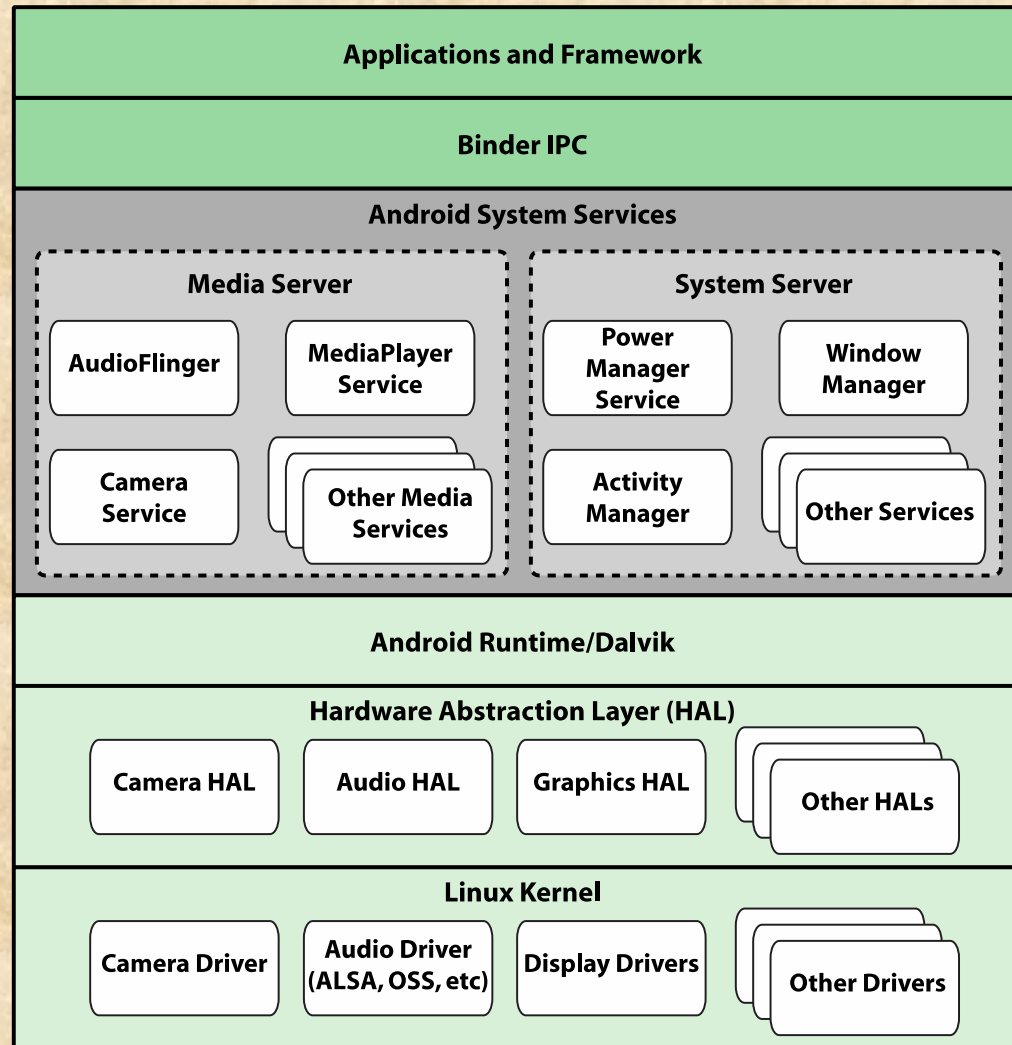 Applications and Framework
Binder IPC
Android System Services
Media Server
AudioFlinger
MediaPlayer
Service
Camera
Service
Other Media
Services
System Server
Power
Manager
Service
Window
Manager
Activity
Manager
Other Services
Android Runtime/Dalvik
Hardware Abstraction Layer (HAL)
Camera HAL
Audio HAL
Graphics HAL
Other HALs
Linux Kernel
Camera Driver
Audio Driver
(ALSA, OSS, etc)
Display Drivers
Other Drivers